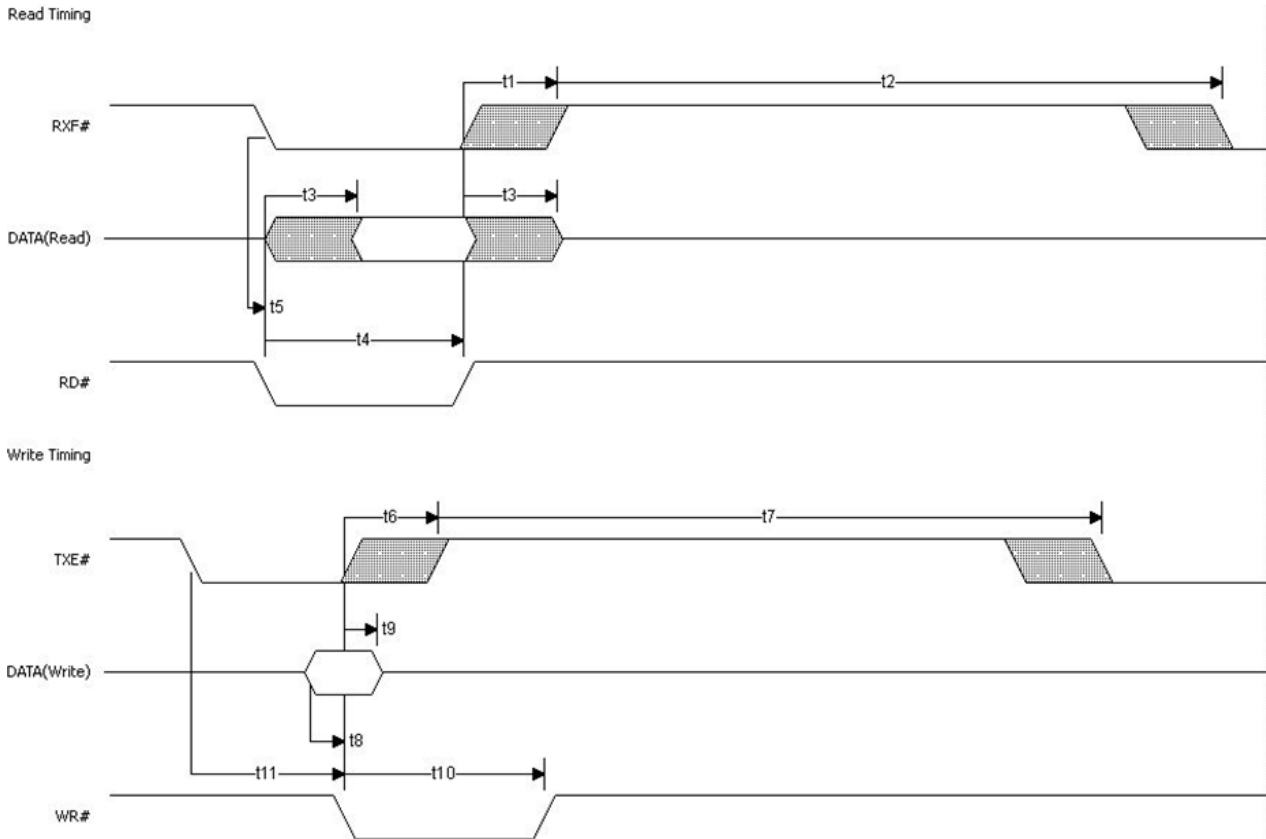 Read Timing
t1 t2
RXF#
t3 t3
DATA(Read)
t5
t4
RD#
Write Timing
t6 t7
TXE#
t9
DATA(Write)
t8
t11 t10
WR#